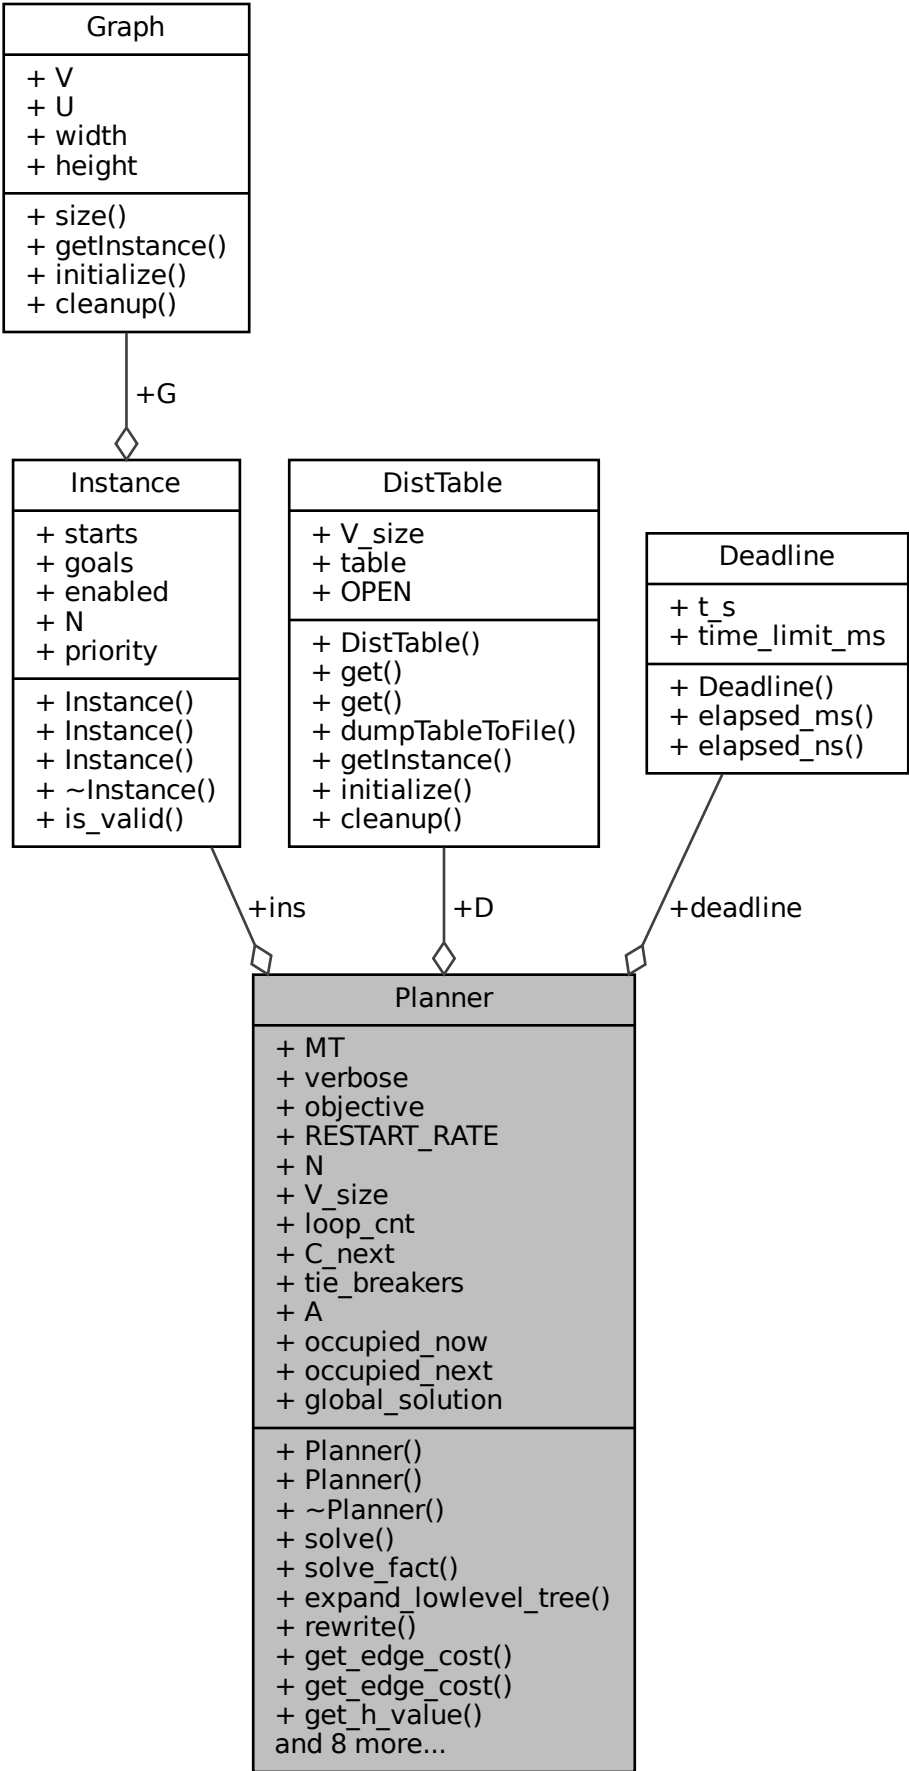 Graph
+ V
+ U
+ width
+ height
+ size()
+ getInstance()
+ initialize()
+ cleanup()
+G
Instance
+ starts
+ goals
+ enabled
+ N
+ priority
+ Instance()
+ Instance()
+ Instance()
+ ~Instance()
+ is_valid()
DistTable
+ V_size
+ table
+ OPEN
+ DistTable()
+ get()
+ get()
+ dumpTableToFile()
+ getInstance()
+ initialize()
+ cleanup()
Deadline
+ t_s
+ time_limit_ms
+ Deadline()
+ elapsed_ms()
+ elapsed_ns()
+ins
+D
+deadline
Planner
+ MT
+ verbose
+ objective
+ RESTART_RATE
+ N
+ V_size
+ loop_cnt
+ C_next
+ tie_breakers
+ A
+ occupied_now
+ occupied_next
+ global_solution
+ Planner()
+ Planner()
+ ~Planner()
+ solve()
+ solve_fact()
+ expand_lowlevel_tree()
+ rewrite()
+ get_edge_cost()
+ get_edge_cost()
+ get_h_value()
and 8 more...